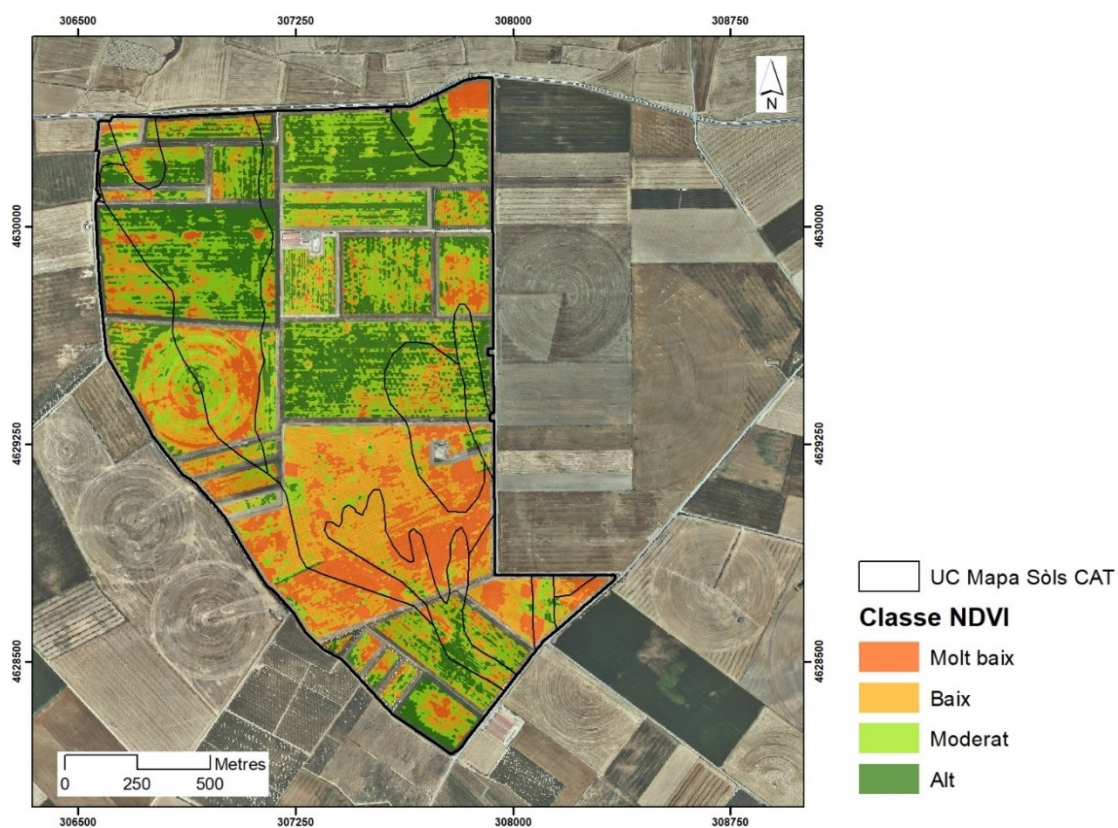 306500 307250 308000 308750
N
4630000 4630000
4629250 4629250
4628500 4628500
0 250 500 Metres
306500 307250 308000 308750
UC Mapa Sòls CAT
Classe NDVI
Molt baix
Baix
Moderat
Alt